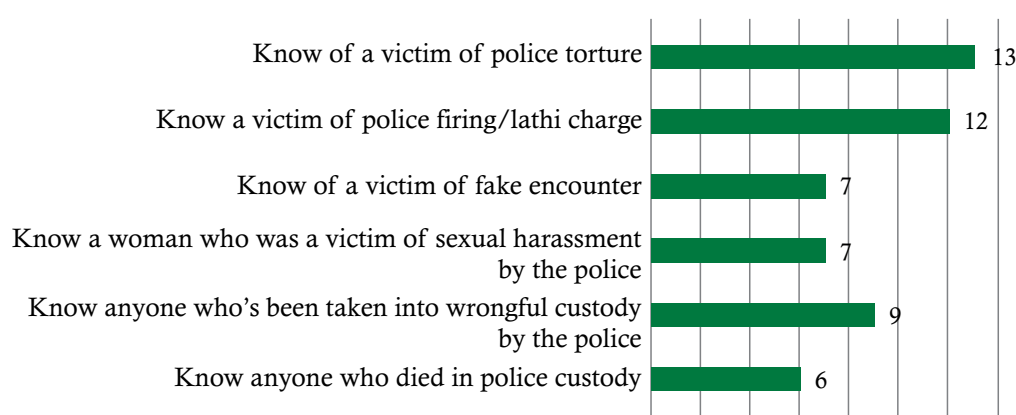 Know of a victim of police torture 13
Know a victim of police firing/lathi charge 12
Know of a victim of fake encounter 7
Know a woman who was a victim of sexual harassment
by the police 7
Know anyone who's been taken into wrongful custody
by the police 9
Know anyone who died in police custody 6